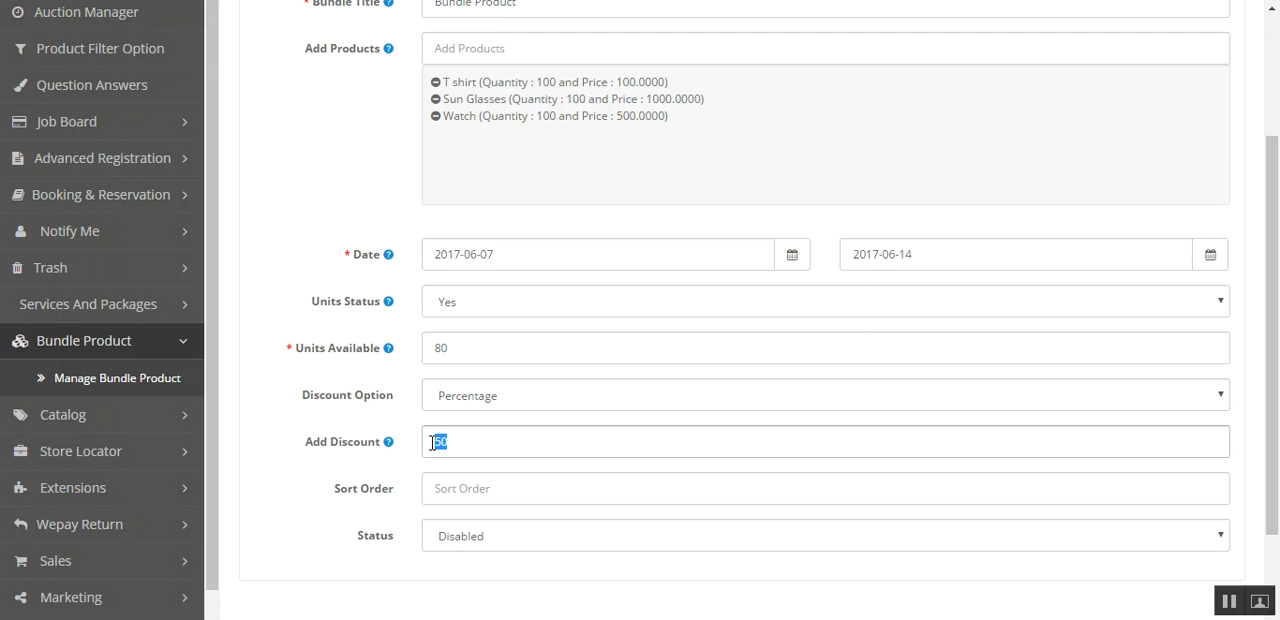 Auction Manager
Product Filter Option
Question Answers
Job Board
Advanced Registration
Booking & Reservation
Notify Me
Trash
Services And Packages
Bundle Product
Manage Bundle Product
Catalog
Store Locator
Extensions
Wepay Return
Sales
Marketing
* Bundle Title ? Bundle Product
Add Products ? Add Products
T shirt (Quantity : 100 and Price : 100.0000)
Sun Glasses (Quantity : 100 and Price : 1000.0000)
Watch (Quantity : 100 and Price : 500.0000)
* Date ? 2017-06-07 2017-06-14
Units Status ? Yes
* Units Available ? 80
Discount Option Percentage
Add Discount ? 50
Sort Order Sort Order
Status Disabled